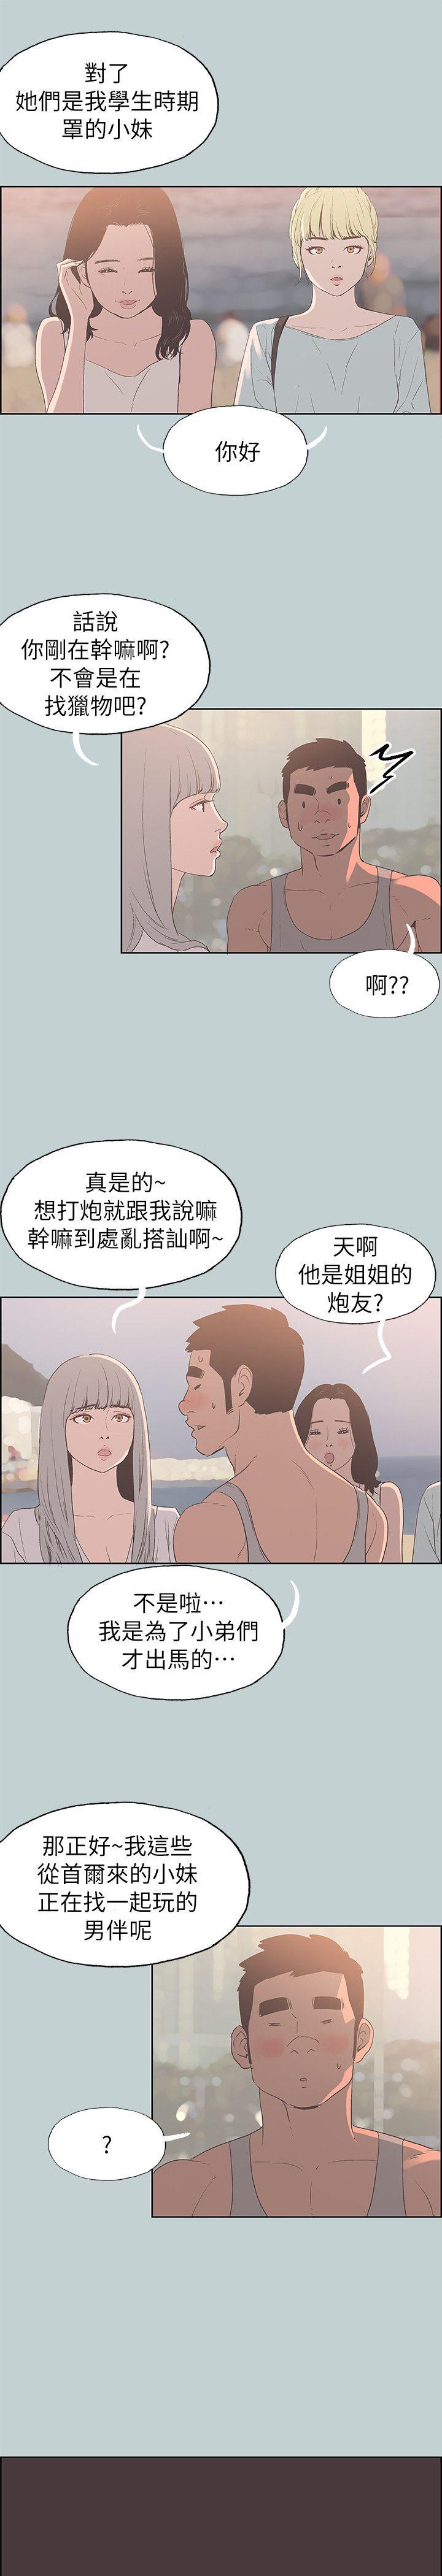 對了
她們是我學生時期
罩的小妹
你好
話說
你剛在幹嘛啊?
不會是在
找獵物吧?
啊??
真是的~
想打炮就跟我說嘛
幹嘛到處亂搭訕啊~
天啊
他是姐姐的
炮友?
不是啦…
我是為了小弟們
才出馬的…
那正好~我這些
從首爾來的小妹
正在找一起玩的
男伴呢
?